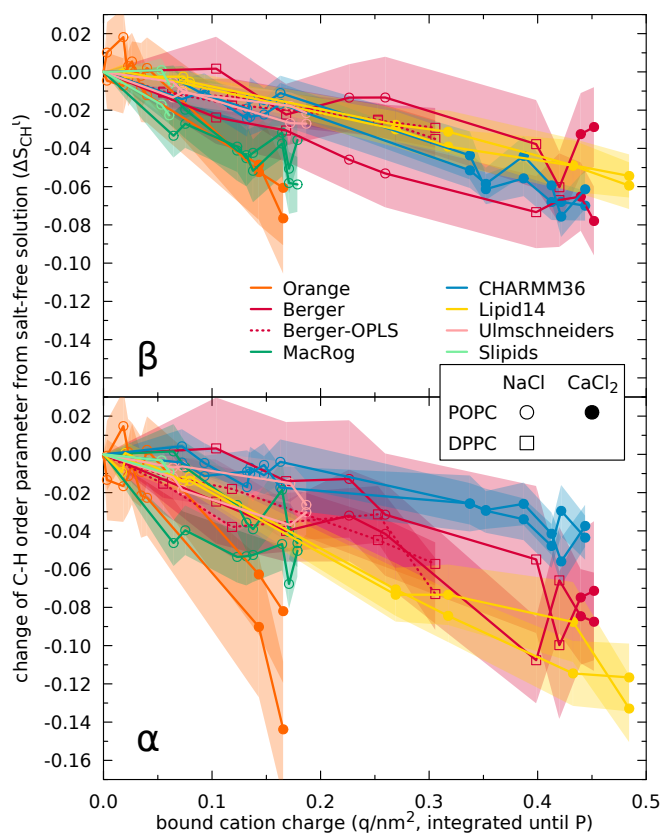 change of C-H order parameter from salt-free solution (ΔS_CH^i)
0.02
0.00
-0.02
-0.04
-0.06
-0.08
-0.10
-0.12
-0.14
-0.16
Orange
Berger
Berger-OPLS
MacRog
CHARMM36
Lipid14
Ulmschneiders
Slipids
β
NaCl CaCl₂
POPC
DPPC
0.02
0.00
-0.02
-0.04
-0.06
-0.08
-0.10
-0.12
-0.14
-0.16
α
0.0 0.1 0.2 0.3 0.4 0.5
bound cation charge (q/nm², integrated until P)